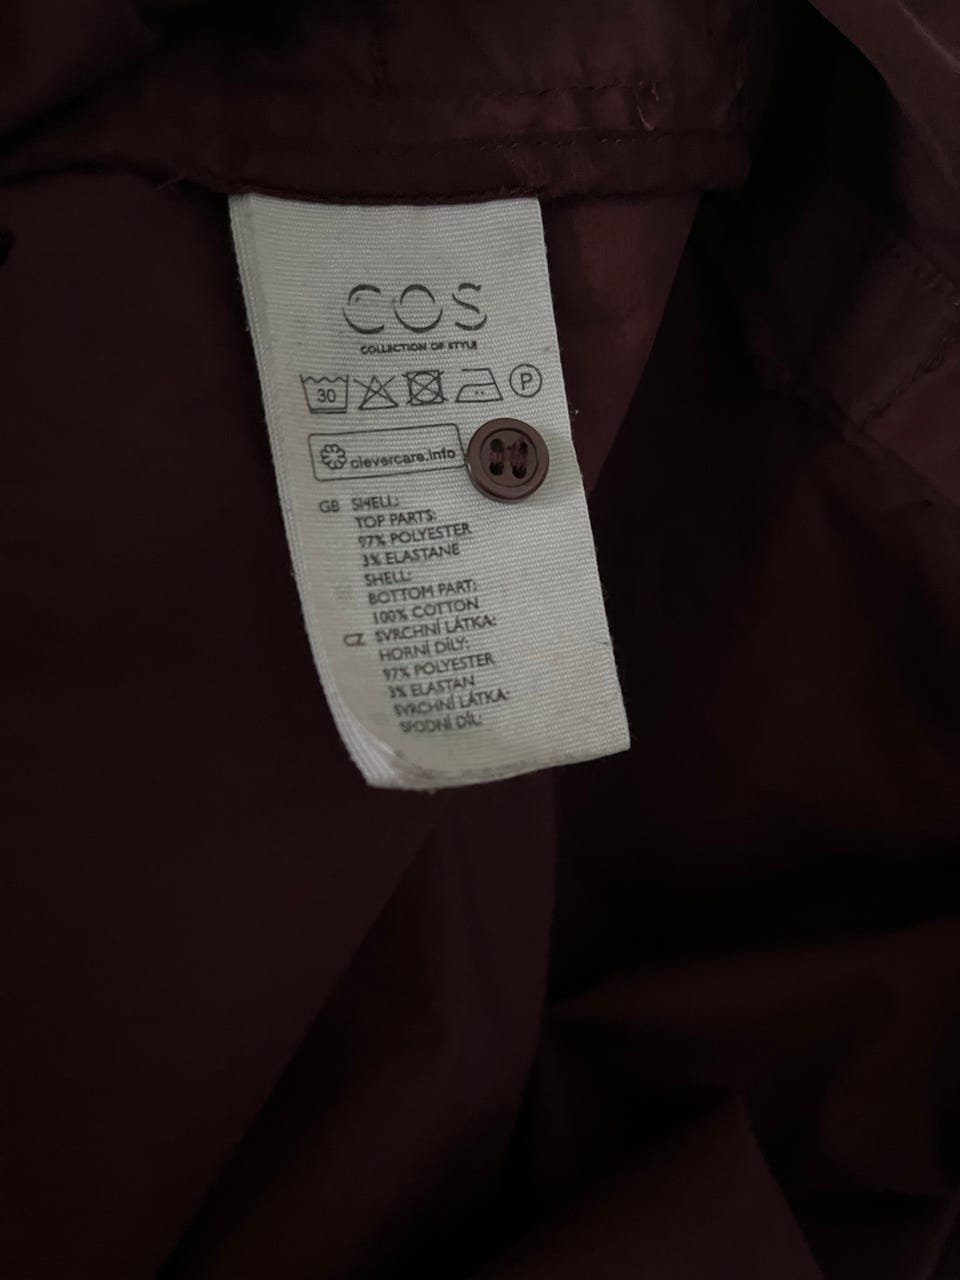 COS
COLLECTION OF STYLE
30 P
clevercare.info
GB SHELL:
TOP PARTS:
97% POLYESTER
3% ELASTANE
SHELL:
BOTTOM PART:
100% COTTON
CZ SVRCHNÍ LÁTKA:
HORNÍ DÍLY:
97% POLYESTER
3% ELASTAN
SVRCHNÍ LÁTKA:
SPODNÍ DÍL: